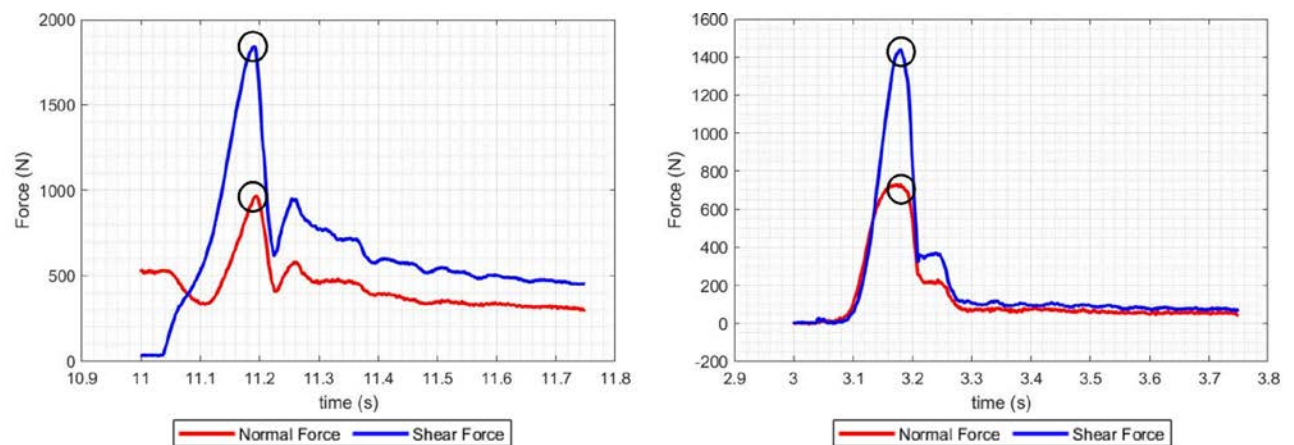 2000
1500
1000
500
0
Force (N)
10.9 11 11.1 11.2 11.3 11.4 11.5 11.6 11.7 11.8
time (s)
Normal Force Shear Force
1600
1400
1200
1000
800
600
400
200
0
-200
Force (N)
2.9 3 3.1 3.2 3.3 3.4 3.5 3.6 3.7 3.8
time (s)
Normal Force Shear Force